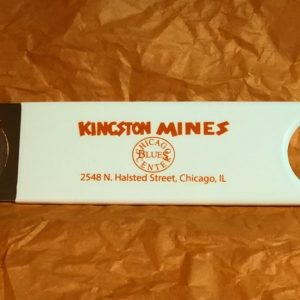 KINGSTON MINES
CHICAGO
BLUES
CENTER
2548 N. Halsted Street, Chicago, IL